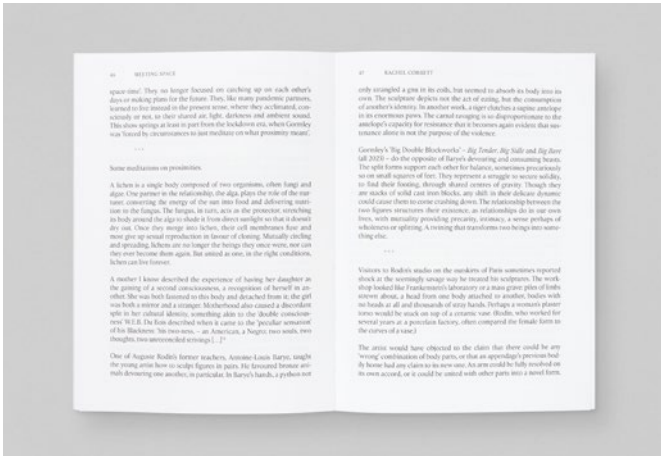 86 MEETING SPACE
space-time'. They no longer focused on catching up on each other's
days or making plans for the future. They, like many pandemic partners,
learned to live instead in the present sense, where they acclimated, con-
sciously or not, to their shared air, light, darkness and ambient sound.
This show springs at least in part from the lockdown era, when Gormley
was 'forced by circumstances to just meditate on what proximity means'.
...
Some meditations on proximities.
A lichen is a single body composed of two organisms, often fungi and
algae. One partner in the relationship, the alga, plays the role of the nur-
turer, converting the energy of the sun into food and delivering nutri-
tion to the fungus. The fungus, in turn, acts as the protector, stretching
its body around the alga to shade it from direct sunlight so that it doesn't
dry out. Once they merge into lichen, their cell membranes fuse and
most give up sexual reproduction in favour of cloning. Mutually circling
and spreading, lichens are no longer the beings they once were, nor can
they ever become them again. But united as one, in the right conditions,
lichen can live forever.
A mother I know described the experience of having her daughter as
the gaining of a second consciousness, a recognition of herself in an-
other. She was both fastened to this body and detached from it; the girl
was both a mirror and a stranger. Motherhood also caused a discordant
split in her cultural identity, something akin to the 'double conscious-
ness' W.E.B. Du Bois described when it came to the 'peculiar sensation'
of his Blackness: 'his two-ness, – an American, a Negro; two souls, two
thoughts, two unreconciled strivings [...]'
One of Auguste Rodin's former teachers, Antoine-Louis Barye, taught
the young artist how to sculpt figures in parts. He favoured bronze ani-
mals devouring one another, in particular. In Barye's hands, a python not
87 RACHEL CORBETT
only strangled a gnu in its coils, but seemed to absorb its body into its
own. The sculpture depicts not the act of eating, but the consumption
of another's identity. In another work, a tiger clutches a supine antelope
in its enormous paws. The carnal ravaging is so disproportionate to the
antelope's capacity for resistance that it becomes again evident that sus-
tenance alone is not the purpose of the violence.
Gormley's 'Big Double Blockworks' – Big Tender, Big Sidle and Big Bare
(all 2025) – do the opposite of Barye's devouring and consuming beasts.
The split forms support each other for balance, sometimes precariously
so on small squares of feet. They represent a struggle to secure solidity,
to find their footing, through shared centres of gravity. Though they
are stacks of solid cast iron blocks, any shift in their delicate dynamic
could cause them to come crashing down. The relationship between the
two figures structures their existence, as relationships do in our own
lives, with mutuality providing precarity, intimacy, a sense perhaps of
wholeness or splitting. A twoing that transforms two beings into some-
thing else.
...
Visitors to Rodin's studio on the outskirts of Paris sometimes reported
shock at the seemingly savage way he treated his sculptures. The work-
shop looked like Frankenstein's laboratory or a mass grave: piles of limbs
strewn about, a head from one body attached to another, bodies with
no heads at all and thousands of stray hands. Perhaps a woman's plaster
torso would be stuck on top of a ceramic vase. (Rodin, who worked for
several years at a porcelain factory, often compared the female form to
the curves of a vase.)
The artist would have objected to the claim that there could be any
'wrong' combination of body parts, or that an appendage's previous bod-
ily home had any claim to its new one. An arm could be fully resolved on
its own accord, or it could be united with other parts into a novel form.